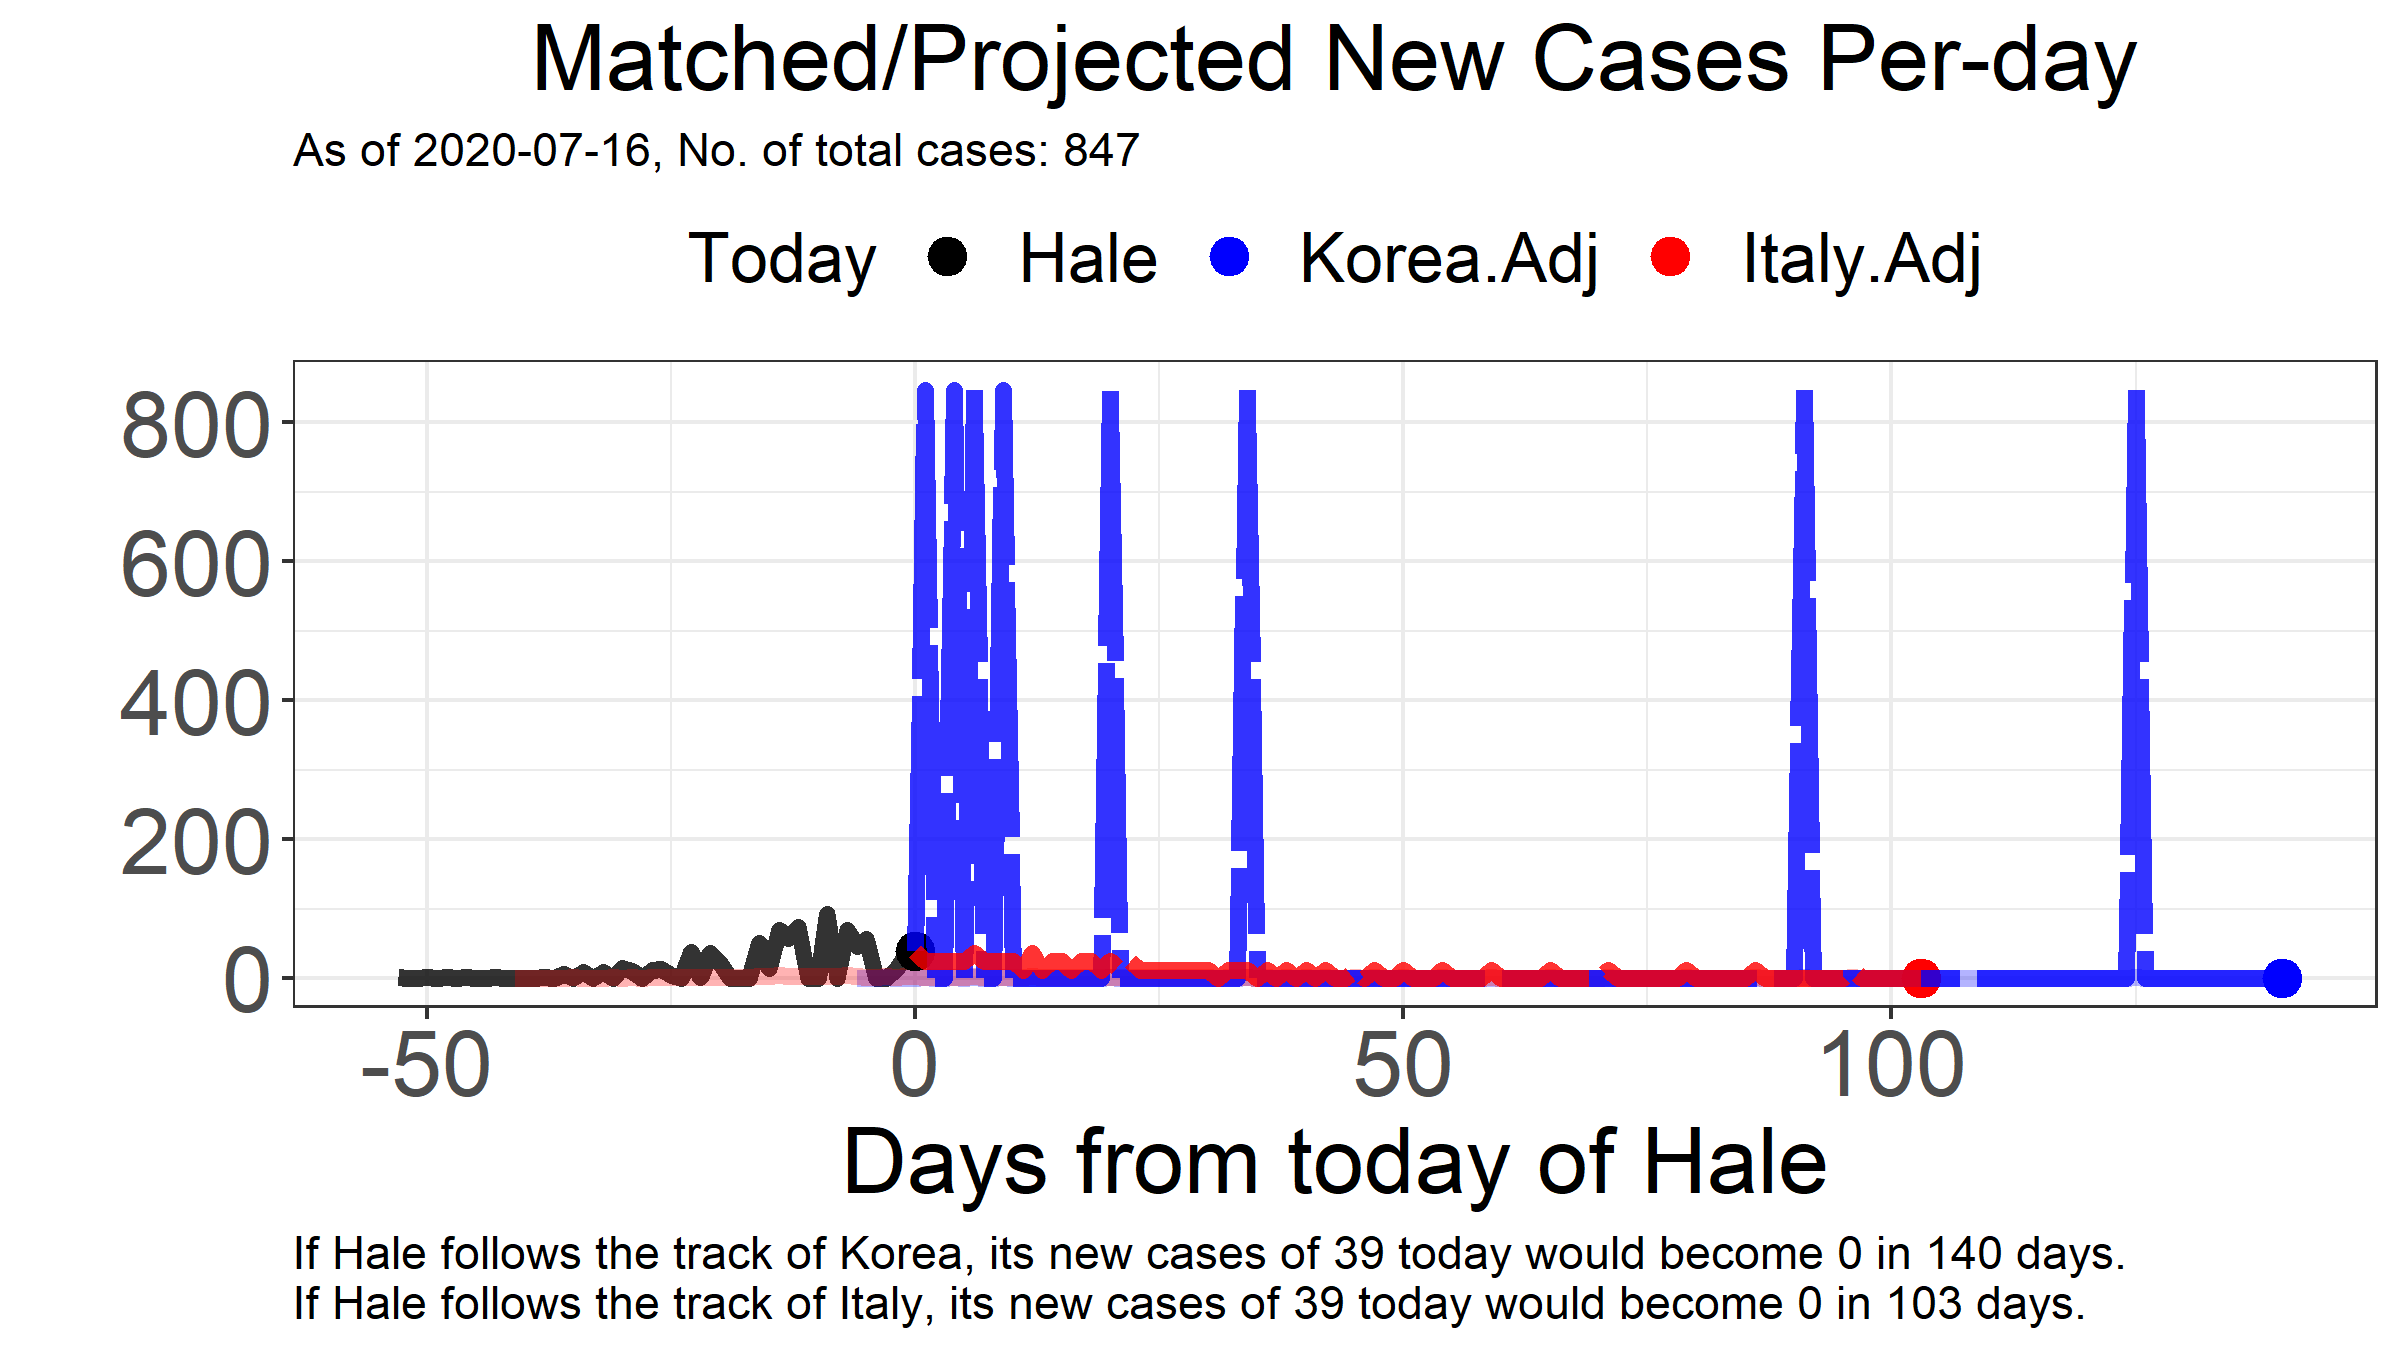 Matched/Projected New Cases Per-day
As of 2020-07-16, No. of total cases: 847
Today Hale Korea.Adj Italy.Adj
800
600
400
200
0
-50 0 50 100
Days from today of Hale
If Hale follows the track of Korea, its new cases of 39 today would become 0 in 140 days.
If Hale follows the track of Italy, its new cases of 39 today would become 0 in 103 days.